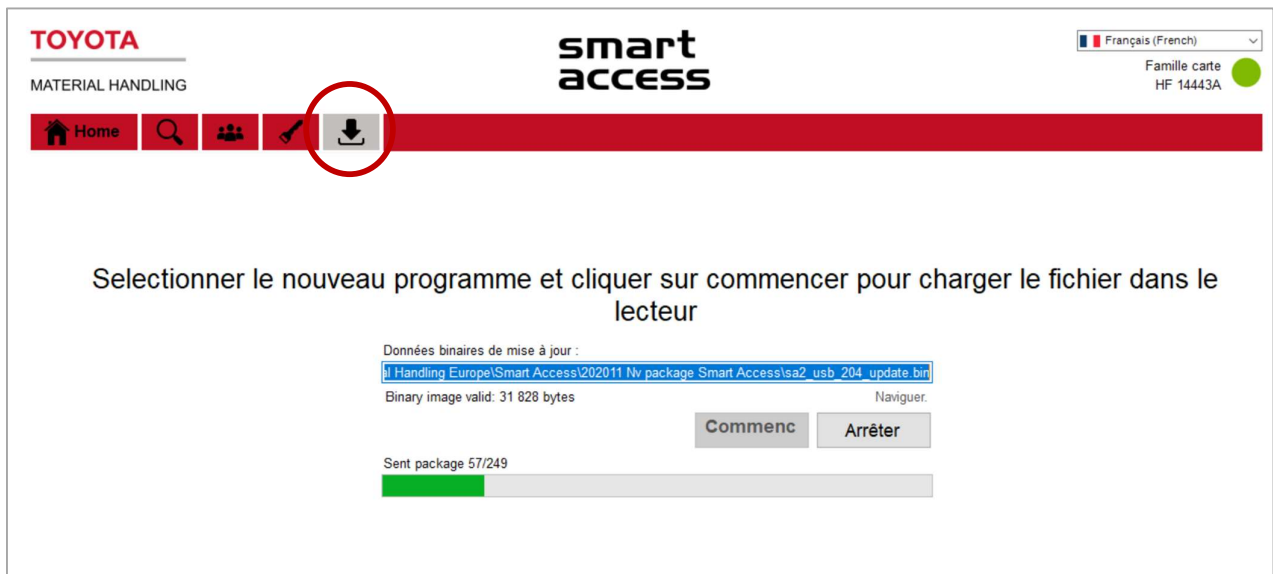 TOYOTA
MATERIAL HANDLING
smart
access
Français (French)
Famille carte
HF 14443A
Home
Selectionner le nouveau programme et cliquer sur commencer pour charger le fichier dans le
lecteur
Données binaires de mise à jour :
al Handling Europe\Smart Access\202011 Nv package Smart Access\sa2_usb_204_update.bin
Binary image valid: 31 828 bytes
Naviguer.
Commenc
Arrêter
Sent package 57/249